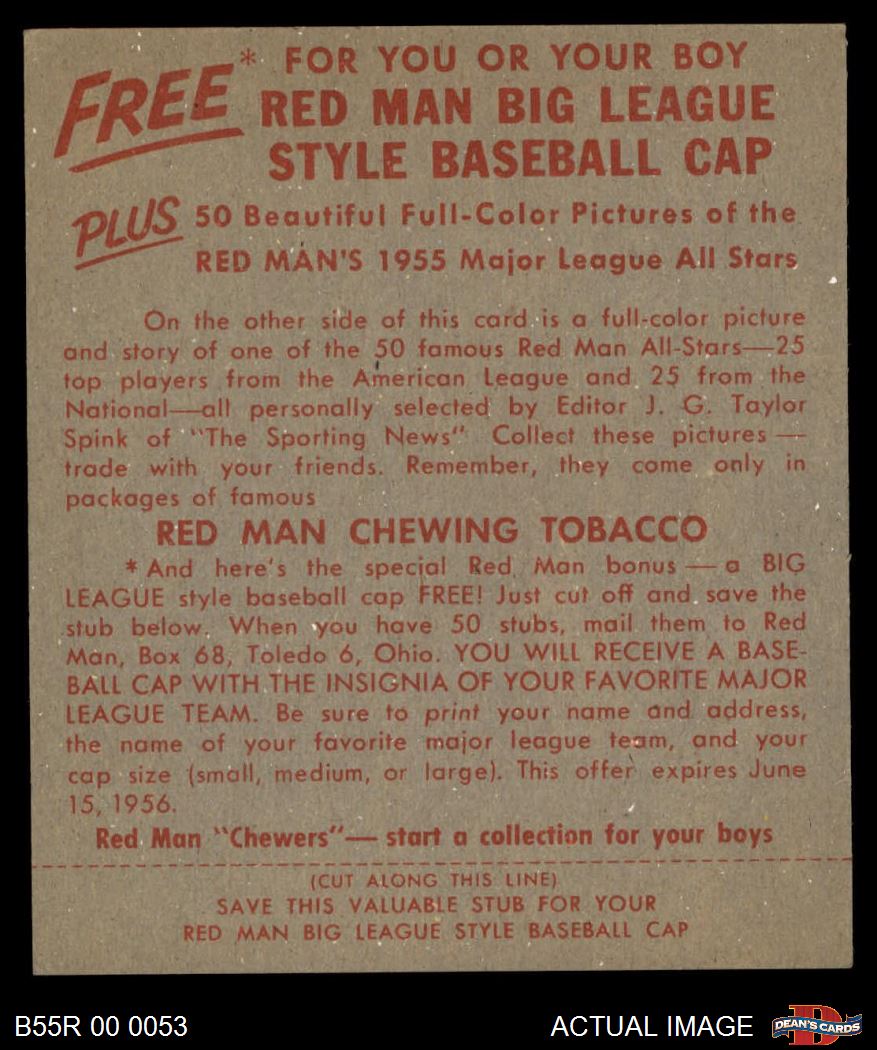 FREE* FOR YOU OR YOUR BOY
RED MAN BIG LEAGUE
STYLE BASEBALL CAP
PLUS 50 Beautiful Full-Color Pictures of the
RED MAN'S 1955 Major League All Stars
On the other side of this card is a full-color picture
and story of one of the 50 famous Red Man All-Stars—25
top players from the American League and 25 from the
National—all personally selected by Editor J. G. Taylor
Spink of "The Sporting News" Collect these pictures —
trade with your friends. Remember, they come only in
packages of famous
RED MAN CHEWING TOBACCO
* And here's the special Red Man bonus — a BIG
LEAGUE style baseball cap FREE! Just cut off and save the
stub below. When you have 50 stubs, mail them to Red
Man, Box 68, Toledo 6, Ohio. YOU WILL RECEIVE A BASE-
BALL CAP WITH THE INSIGNIA OF YOUR FAVORITE MAJOR
LEAGUE TEAM. Be sure to print your name and address,
the name of your favorite major league team, and your
cap size (small, medium, or large). This offer expires June
15, 1956.
Red Man "Chewers"— start a collection for your boys
(CUT ALONG THIS LINE)
SAVE THIS VALUABLE STUB FOR YOUR
RED MAN BIG LEAGUE STYLE BASEBALL CAP
B55R 00 0053
ACTUAL IMAGE
DEAN'S CARDS